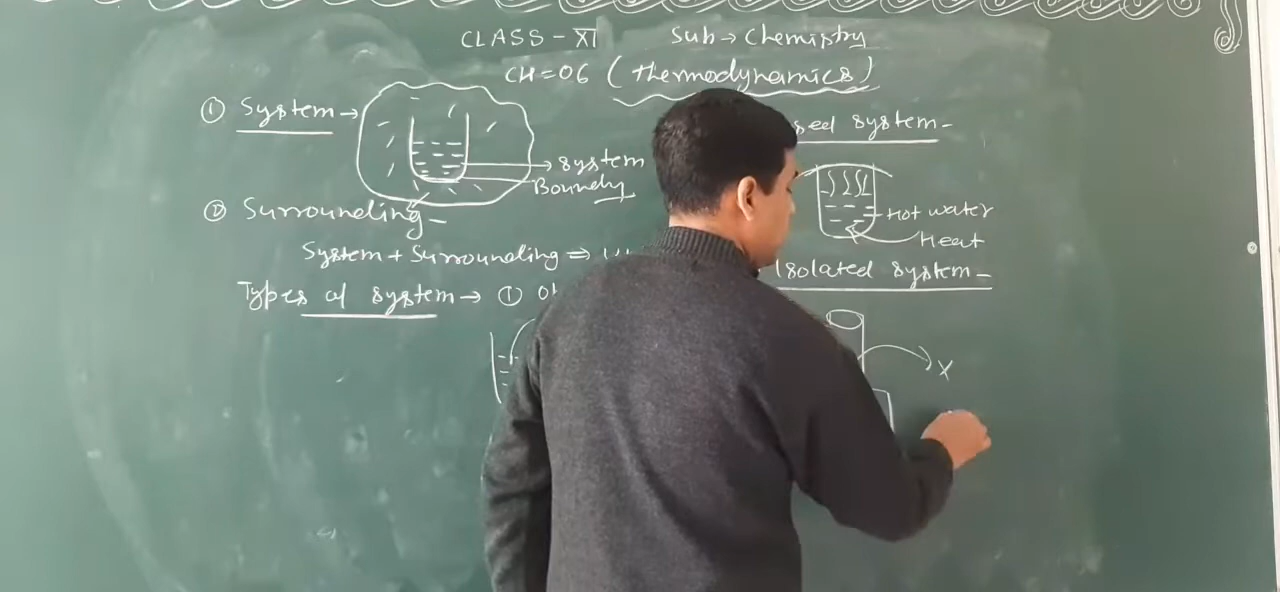 CLASS - XI Sub → Chemistry
CH = 06 (Thermodynamics)
① System →
system
Boundry
② Surrounding -
System + Surrounding ⇒
Types of system → ①
sed system -
Hot water
Heat
Isolated system -
X